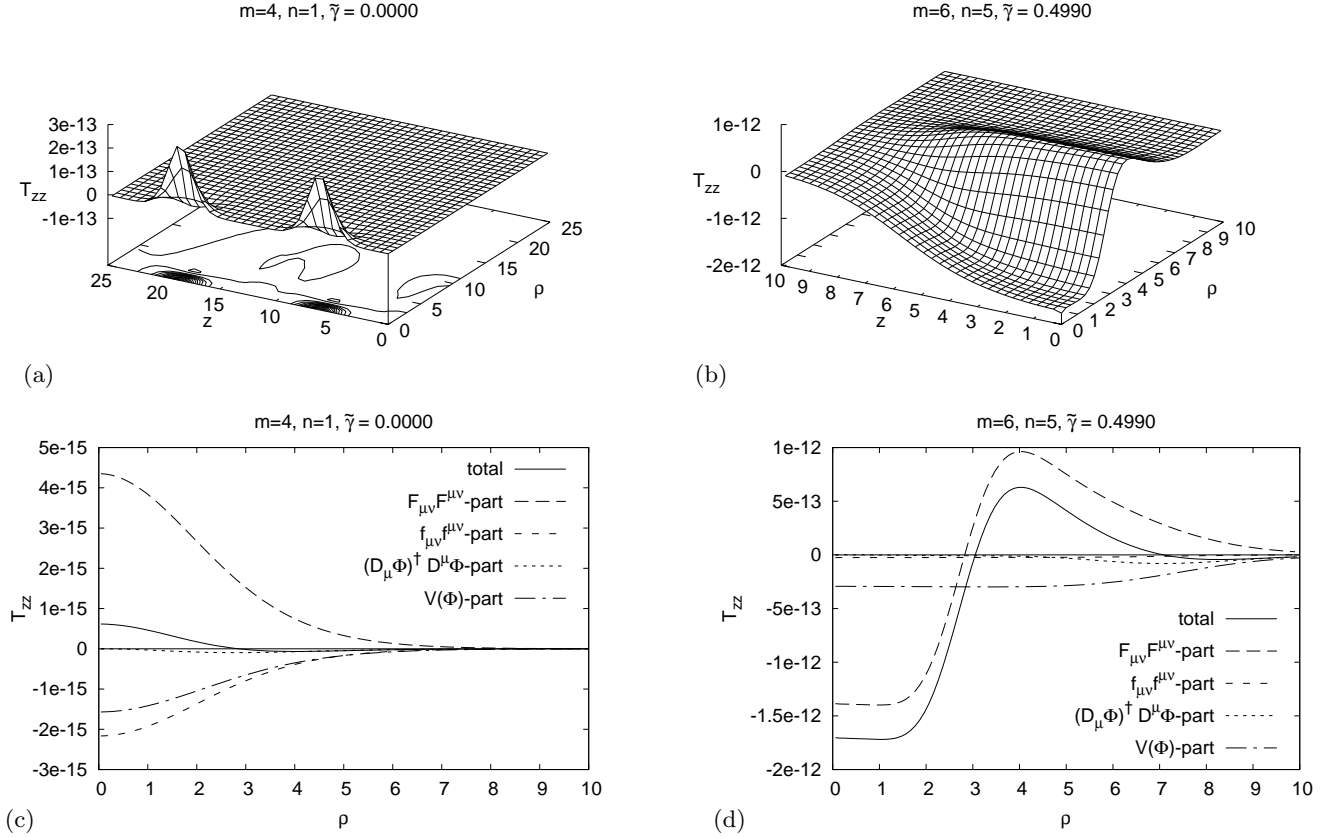 m=4, n=1, γ̃ = 0.0000
3e-13
2e-13
1e-13
0
-1e-13
T_zz
25
20
15
10
5
0
z
0
5
10
15
20
25
ρ
(a)
m=6, n=5, γ̃ = 0.4990
1e-12
0
-1e-12
-2e-12
T_zz
10
9
8
7
6
5
4
3
2
1
0
z
0
1
2
3
4
5
6
7
8
9
10
ρ
(b)
m=4, n=1, γ̃ = 0.0000
5e-15
4e-15
3e-15
2e-15
1e-15
0
-1e-15
-2e-15
-3e-15
T_zz
total
F_μν F^μν-part
f_μν f^μν-part
(D_μ Φ)^† D^μ Φ-part
V(Φ)-part
0 1 2 3 4 5 6 7 8 9 10
ρ
(c)
m=6, n=5, γ̃ = 0.4990
1e-12
5e-13
0
-5e-13
-1e-12
-1.5e-12
-2e-12
T_zz
total
F_μν F^μν-part
f_μν f^μν-part
(D_μ Φ)^† D^μ Φ-part
V(Φ)-part
0 1 2 3 4 5 6 7 8 9 10
ρ
(d)